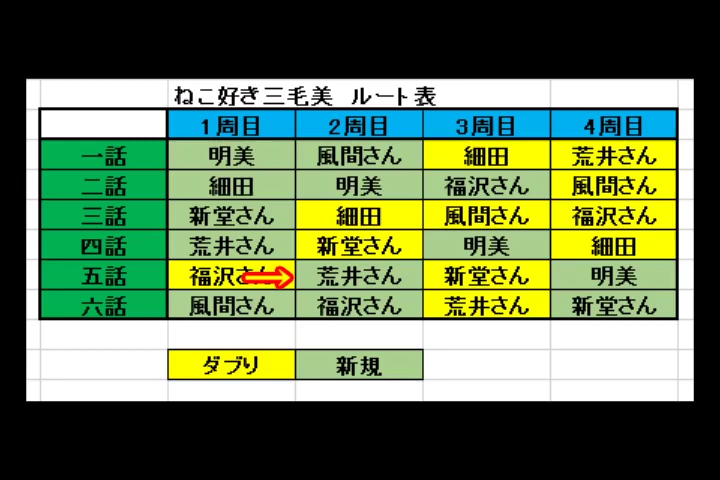 ねこ好き三毛美 ルート表
1周目 2周目 3周目 4周目
一話 明美 風間さん 細田 荒井さん
二話 細田 明美 福沢さん 風間さん
三話 新堂さん 細田 風間さん 福沢さん
四話 荒井さん 新堂さん 明美 細田
五話 福沢さん 荒井さん 新堂さん 明美
六話 風間さん 福沢さん 荒井さん 新堂さん
ダブり 新規